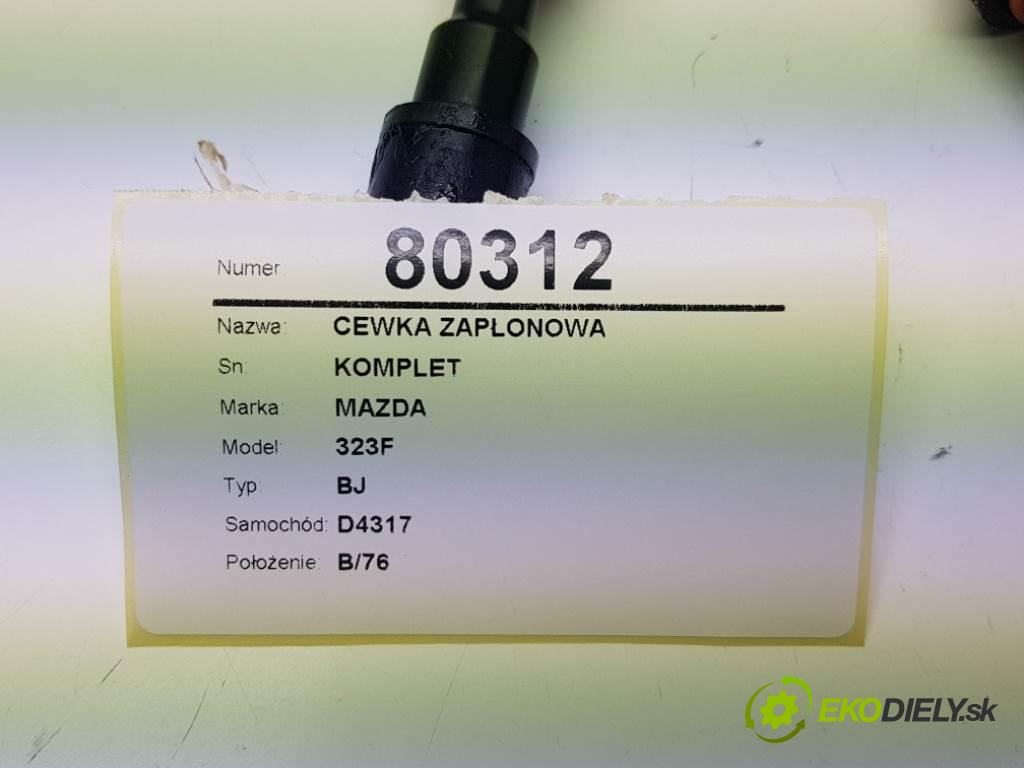 Numer: 80312
Nazwa: CEWKA ZAPŁONOWA
Sn: KOMPLET
Marka: MAZDA
Model: 323F
Typ: BJ
Samochód: D4317
Położenie: B/76
EKODIELY.sk